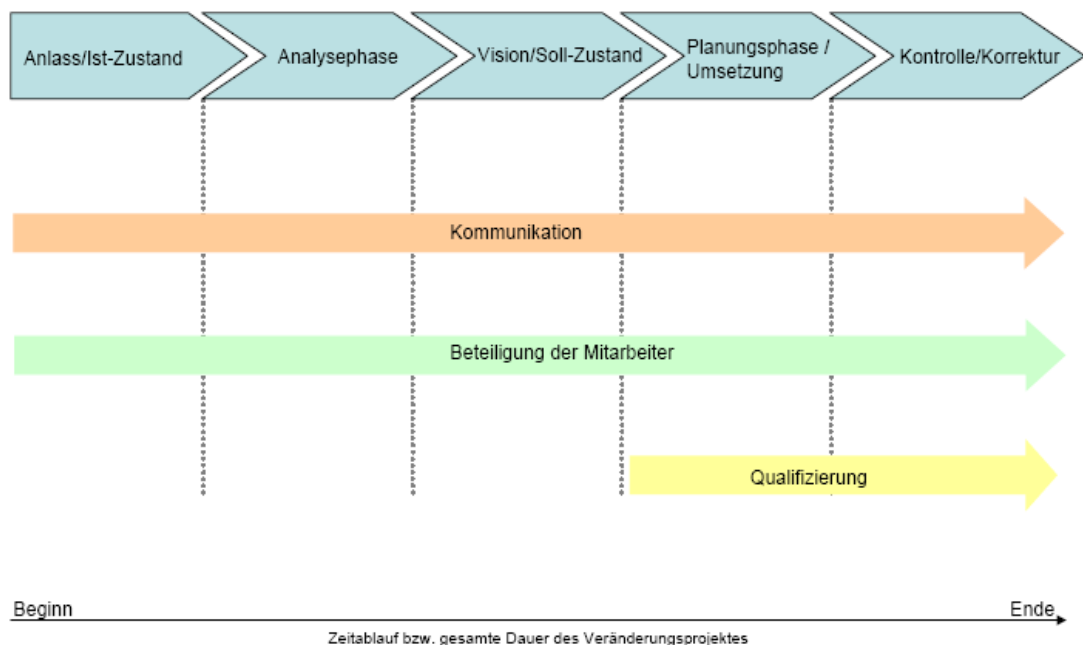 Anlass/Ist-Zustand
Analysephase
Vision/Soll-Zustand
Planungsphase /
Umsetzung
Kontrolle/Korrektur
Kommunikation
Beteiligung der Mitarbeiter
Qualifizierung
Beginn
Ende
Zeitablauf bzw. gesamte Dauer des Veränderungsprojektes